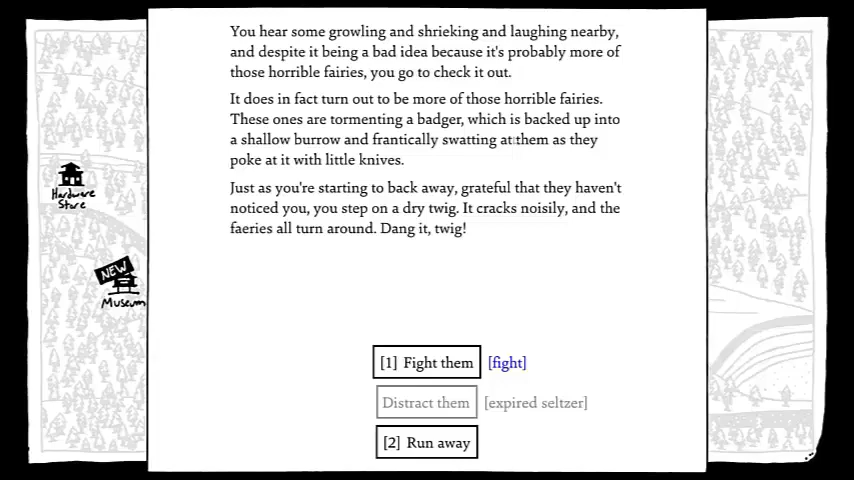 You hear some growling and shrieking and laughing nearby,
and despite it being a bad idea because it's probably more of
those horrible fairies, you go to check it out.
It does in fact turn out to be more of those horrible fairies.
These ones are tormenting a badger, which is backed up into
a shallow burrow and frantically swatting at them as they
poke at it with little knives.
Just as you're starting to back away, grateful that they haven't
noticed you, you step on a dry twig. It cracks noisily, and the
faeries all turn around. Dang it, twig!
Hardware
Store
NEW
Museum
[1] Fight them [fight]
Distract them [expired seltzer]
[2] Run away